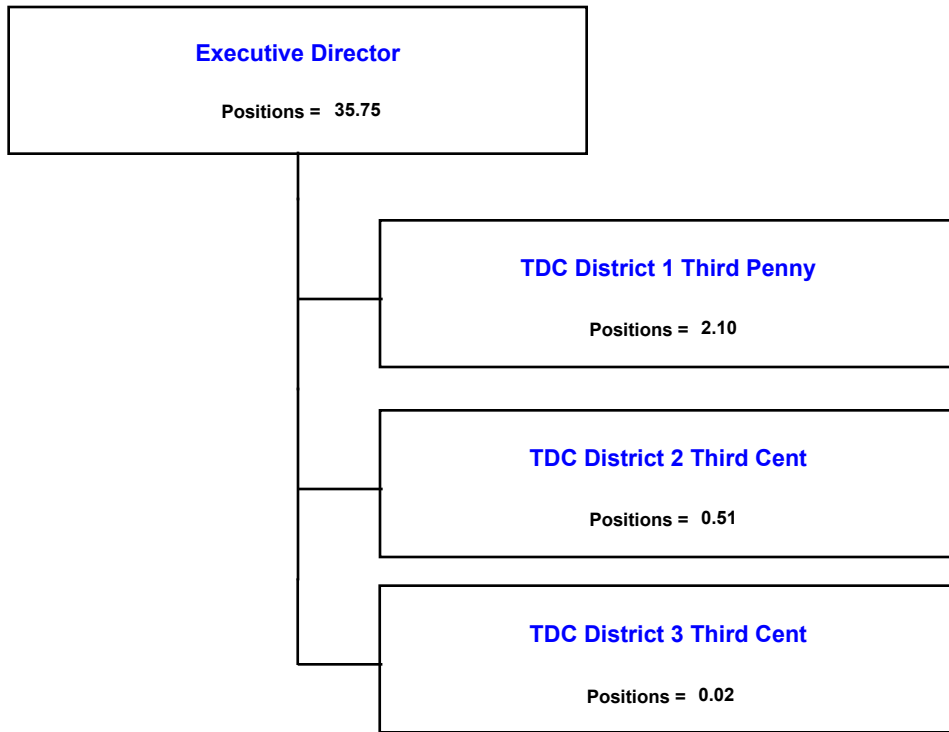 Executive Director
Positions = 35.75
TDC District 1 Third Penny
Positions = 2.10
TDC District 2 Third Cent
Positions = 0.51
TDC District 3 Third Cent
Positions = 0.02